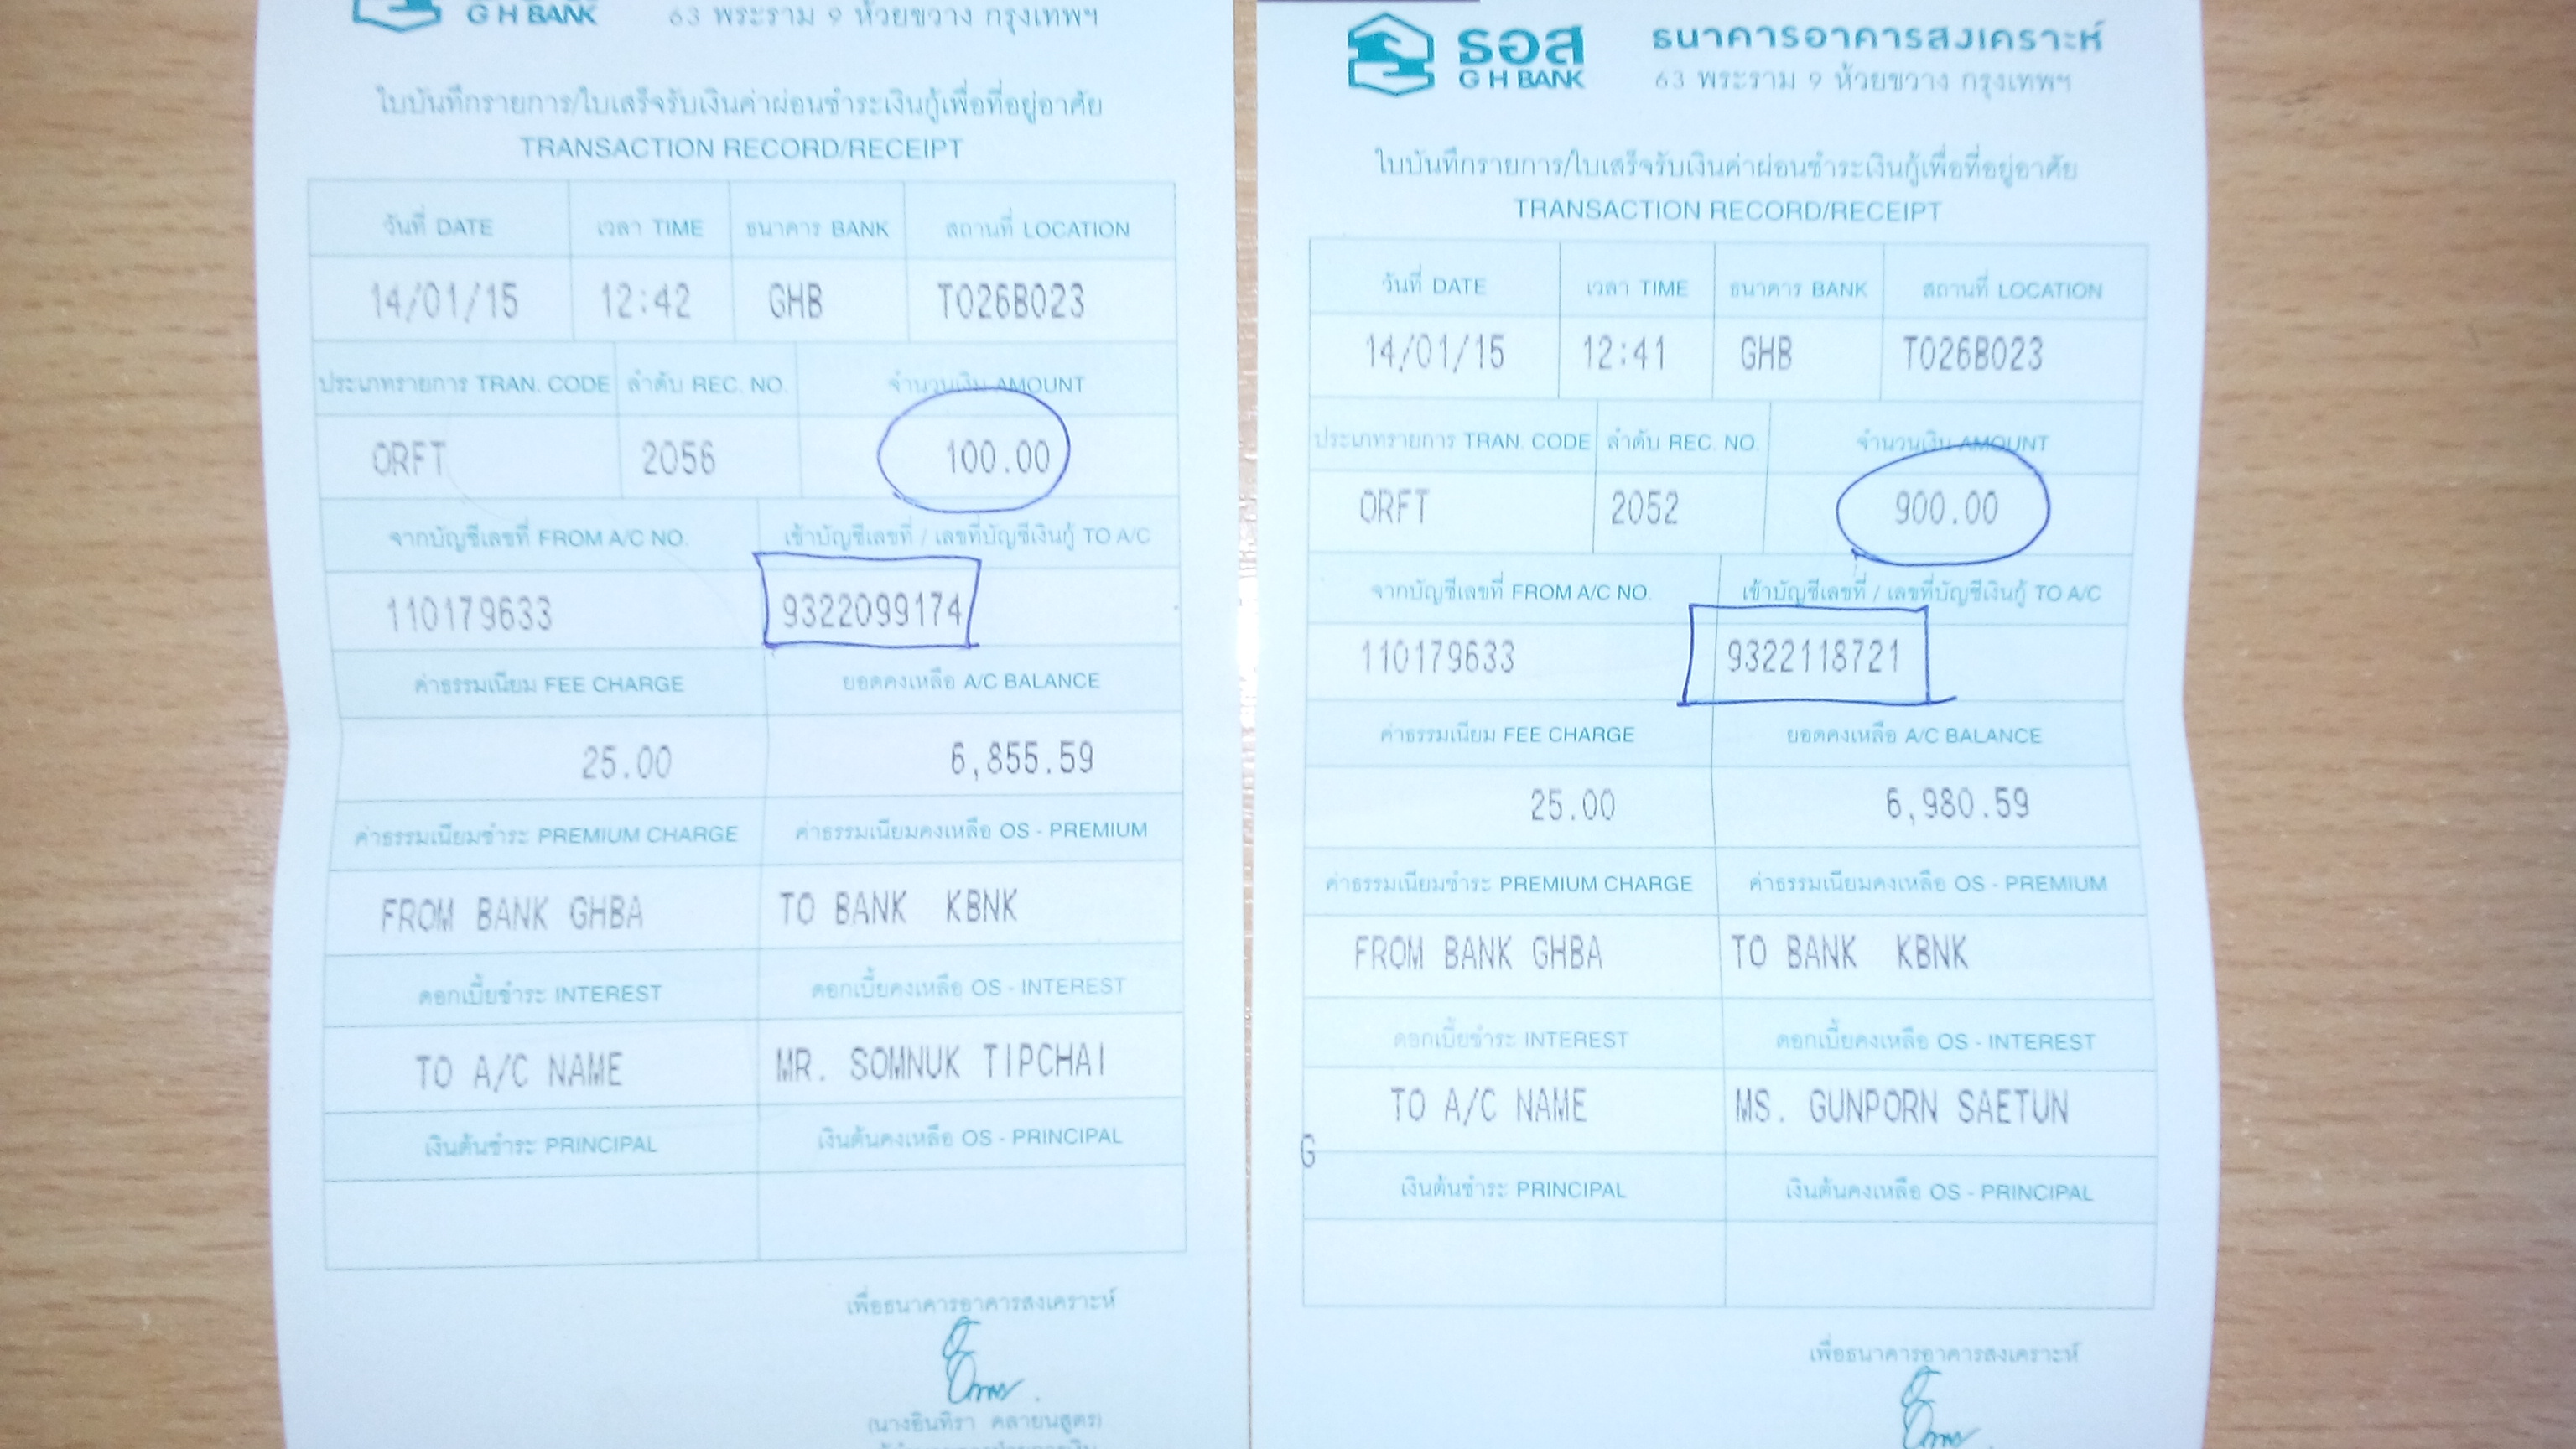 G H BANK
63 พระราม 9 ห้วยขวาง กรุงเทพฯ
ใบบันทึกรายการ/ใบเสร็จรับเงินค่าผ่อนชำระเงินกู้เพื่อที่อยู่อาศัย
TRANSACTION RECORD/RECEIPT
วันที่ DATE เวลา TIME ธนาคาร BANK สถานที่ LOCATION
14/01/15 12:42 GHB T026B023
ประเภทรายการ TRAN. CODE ลำดับ REC. NO. จำนวนเงิน AMOUNT
ORFT 2056 100.00
จากบัญชีเลขที่ FROM A/C NO. เข้าบัญชีเลขที่ / เลขที่บัญชีเงินกู้ TO A/C
110179633 9322099174
ค่าธรรมเนียม FEE CHARGE ยอดคงเหลือ A/C BALANCE
25.00 6,855.59
ค่าธรรมเนียมชำระ PREMIUM CHARGE ค่าธรรมเนียมคงเหลือ OS - PREMIUM
FROM BANK GHBA TO BANK KBNK
ดอกเบี้ยชำระ INTEREST ดอกเบี้ยคงเหลือ OS - INTEREST
TO A/C NAME MR. SOMNUK TIPCHAI
เงินต้นชำระ PRINCIPAL เงินต้นคงเหลือ OS - PRINCIPAL
เพื่อธนาคารอาคารสงเคราะห์
(นางอินทิรา คลายนสูตร)
ธอส ธนาคารอาคารสงเคราะห์
G H BANK 63 พระราม 9 ห้วยขวาง กรุงเทพฯ
ใบบันทึกรายการ/ใบเสร็จรับเงินค่าผ่อนชำระเงินกู้เพื่อที่อยู่อาศัย
TRANSACTION RECORD/RECEIPT
วันที่ DATE เวลา TIME ธนาคาร BANK สถานที่ LOCATION
14/01/15 12:41 GHB T026B023
ประเภทรายการ TRAN. CODE ลำดับ REC. NO. จำนวนเงิน AMOUNT
ORFT 2052 900.00
จากบัญชีเลขที่ FROM A/C NO. เข้าบัญชีเลขที่ / เลขที่บัญชีเงินกู้ TO A/C
110179633 9322118721
ค่าธรรมเนียม FEE CHARGE ยอดคงเหลือ A/C BALANCE
25.00 6,980.59
ค่าธรรมเนียมชำระ PREMIUM CHARGE ค่าธรรมเนียมคงเหลือ OS - PREMIUM
FROM BANK GHBA TO BANK KBNK
ดอกเบี้ยชำระ INTEREST ดอกเบี้ยคงเหลือ OS - INTEREST
TO A/C NAME MS. GUNPORN SAETUN
G
เงินต้นชำระ PRINCIPAL เงินต้นคงเหลือ OS - PRINCIPAL
เพื่อธนาคารอาคารสงเคราะห์